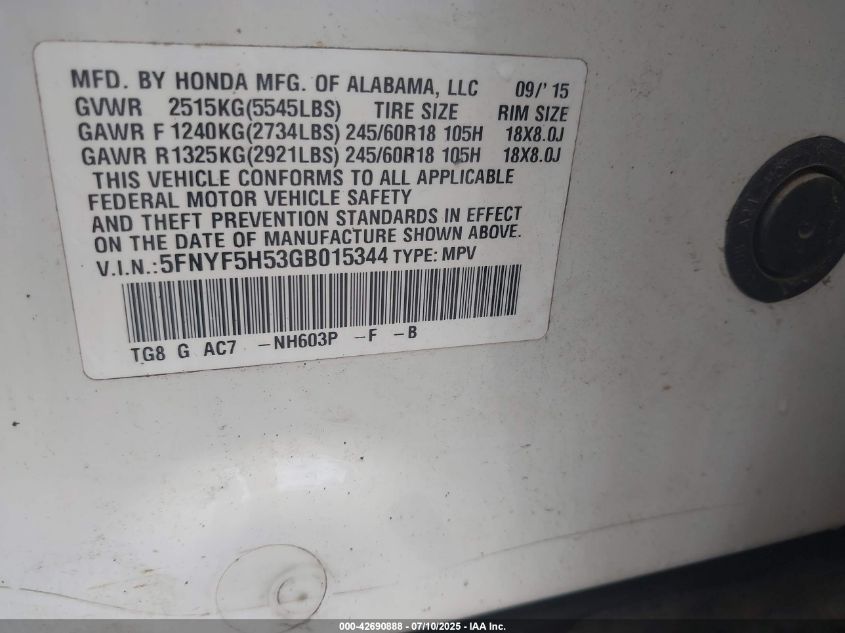 MFD. BY HONDA MFG. OF ALABAMA, LLC 09/'15
GVWR 2515KG(5545LBS) TIRE SIZE RIM SIZE
GAWR F 1240KG(2734LBS) 245/60R18 105H 18X8.0J
GAWR R1325KG(2921LBS) 245/60R18 105H 18X8.0J
THIS VEHICLE CONFORMS TO ALL APPLICABLE
FEDERAL MOTOR VEHICLE SAFETY
AND THEFT PREVENTION STANDARDS IN EFFECT
ON THE DATE OF MANUFACTURE SHOWN ABOVE.
V.I.N.:5FNYF5H53GB015344 TYPE: MPV
TG8 G AC7 -NH603P -F -B
000-42690888 - 07/10/2025 - IAA Inc.